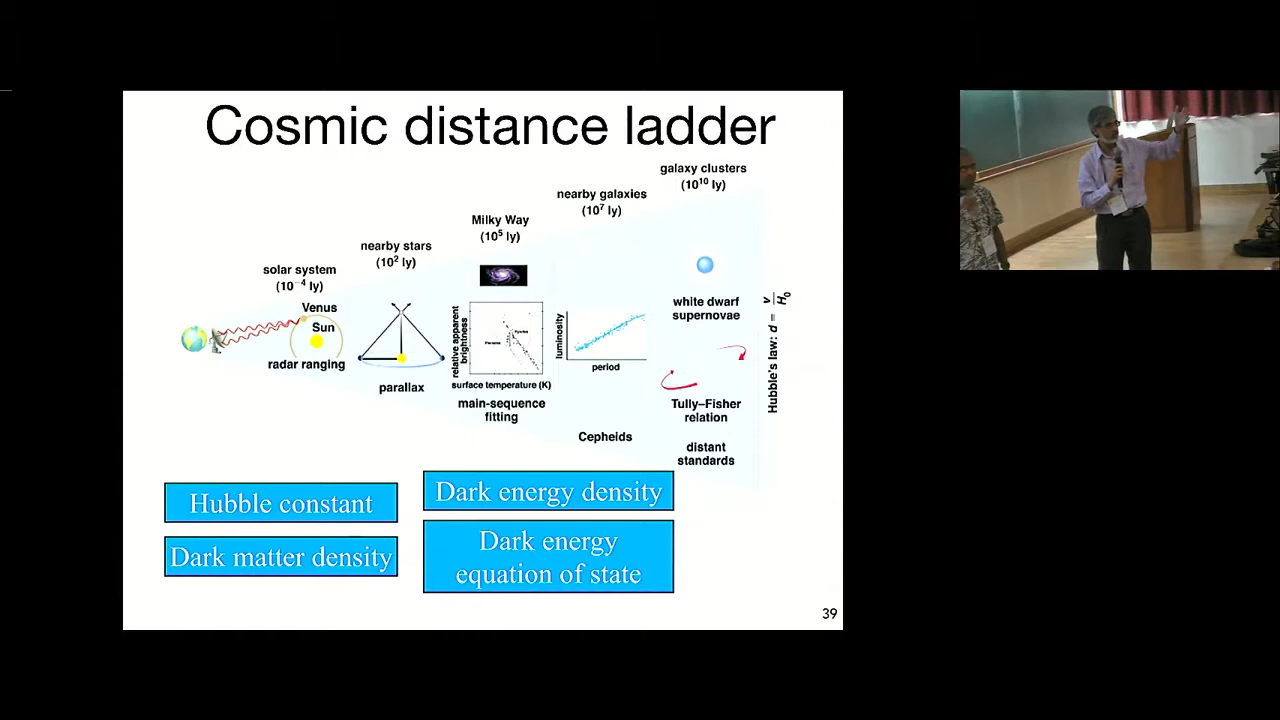 Cosmic distance ladder
galaxy clusters
(10¹⁰ ly)
nearby galaxies
(10⁷ ly)
Milky Way
(10⁵ ly)
nearby stars
(10² ly)
solar system
(10⁻⁴ ly)
Venus
Sun
radar ranging
parallax
relative apparent
brightness
surface temperature (K)
main-sequence
fitting
luminosity
period
Cepheids
white dwarf
supernovae
Tully–Fisher
relation
distant
standards
Hubble's law: d = v/H₀
Hubble constant
Dark energy density
Dark matter density
Dark energy
equation of state
39